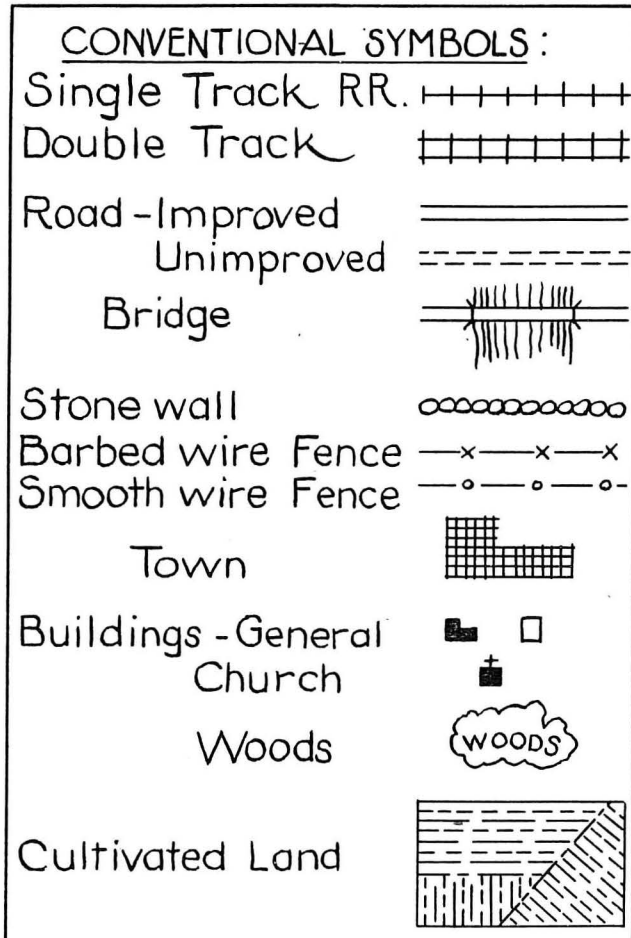 CONVENTIONAL SYMBOLS:
Single Track RR.
Double Track
Road - Improved
Unimproved
Bridge
Stone wall
Barbed wire Fence
Smooth wire Fence
Town
Buildings - General
Church
Woods
WOODS
Cultivated Land